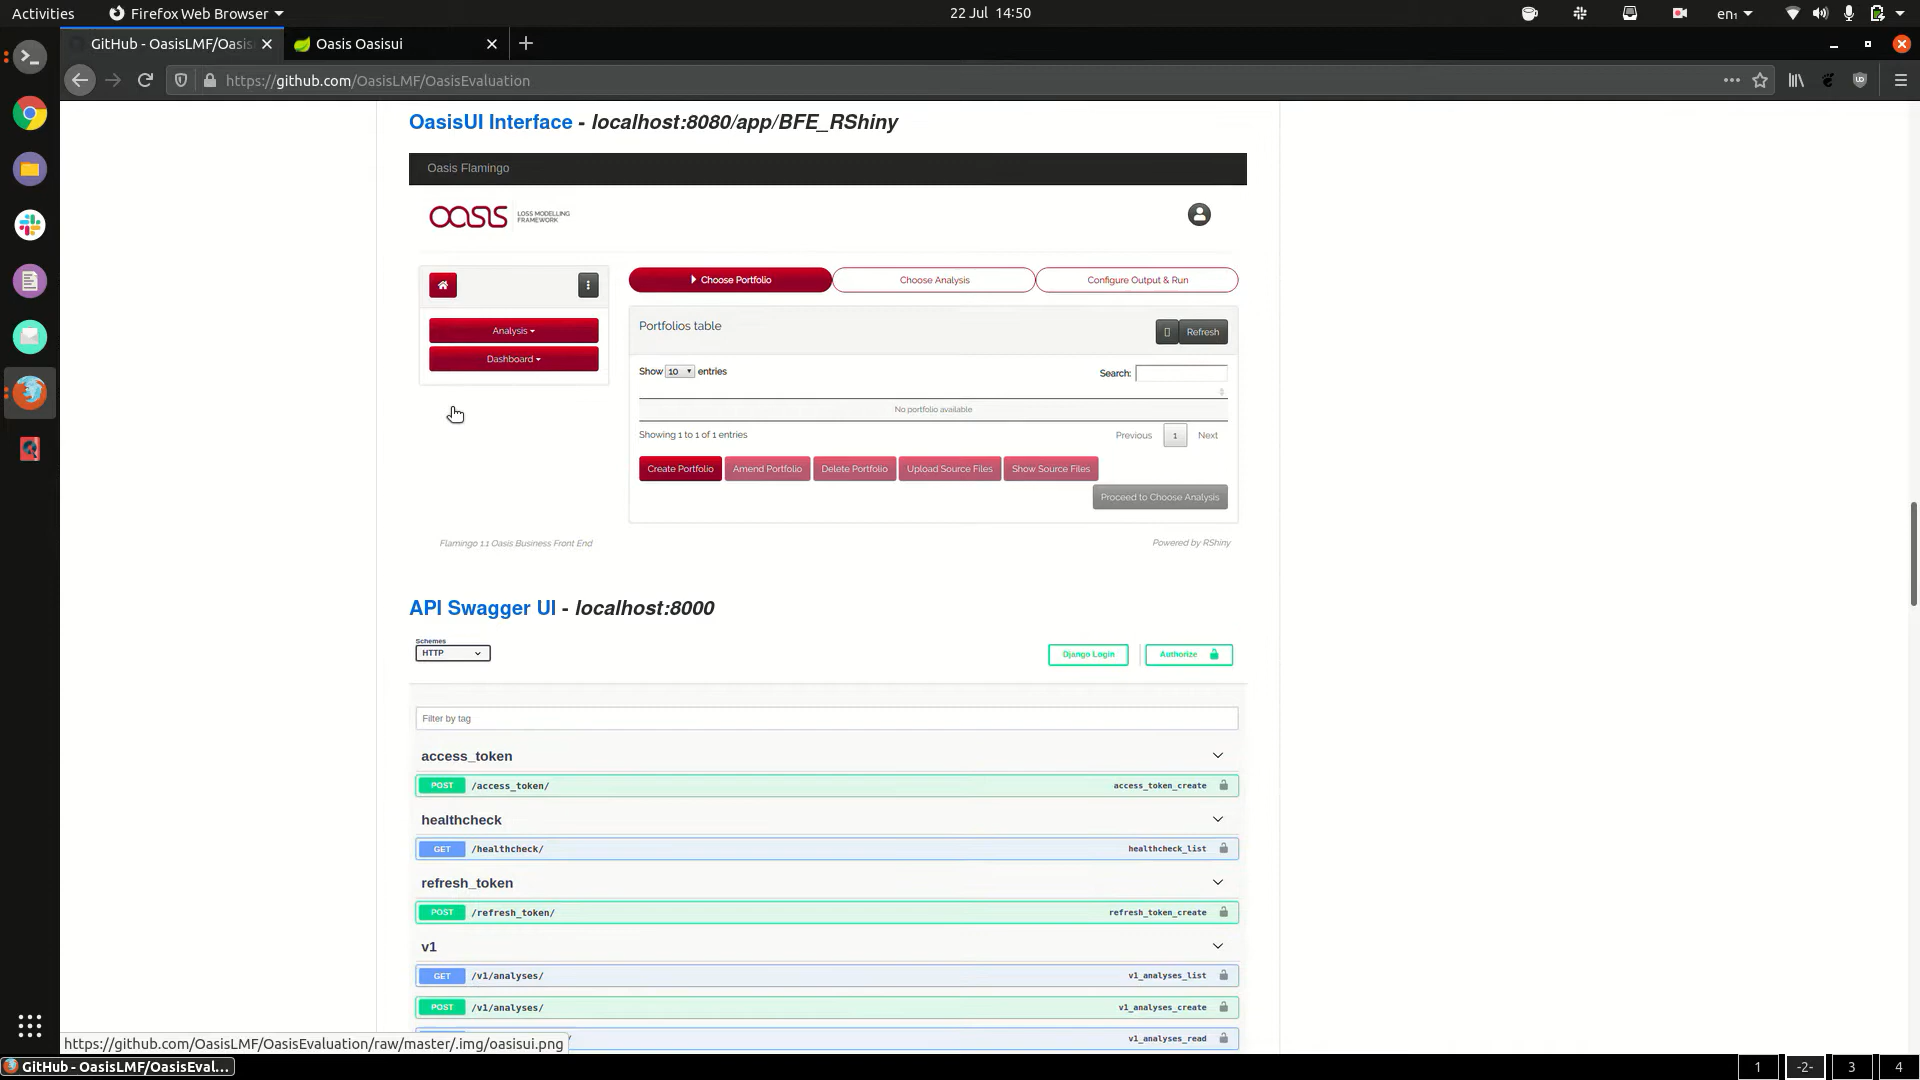 Activities
Firefox Web Browser
22 Jul 14:50
en₁
GitHub - OasisLMF/Oasis
Oasis Oasisui
https://github.com/OasisLMF/OasisEvaluation
OasisUI Interface - localhost:8080/app/BFE_RShiny
Oasis Flamingo
OASIS LOSS MODELLING
FRAMEWORK
Choose Portfolio
Choose Analysis
Configure Output & Run
Analysis
Dashboard
Portfolios table
Refresh
Show 10 entries
Search:
No portfolio available
Showing 1 to 1 of 1 entries
Previous
1
Next
Create Portfolio
Amend Portfolio
Delete Portfolio
Upload Source Files
Show Source Files
Proceed to Choose Analysis
Flamingo 1.1 Oasis Business Front End
Powered by RShiny
API Swagger UI - localhost:8000
Schemes
HTTP
Django Login
Authorize
Filter by tag
access_token
POST /access_token/ access_token_create
healthcheck
GET /healthcheck/ healthcheck_list
refresh_token
POST /refresh_token/ refresh_token_create
v1
GET /v1/analyses/ v1_analyses_list
POST /v1/analyses/ v1_analyses_create
v1_analyses_read
https://github.com/OasisLMF/OasisEvaluation/raw/master/.img/oasisui.png
GitHub - OasisLMF/OasisEval...
1
-2-
3
4